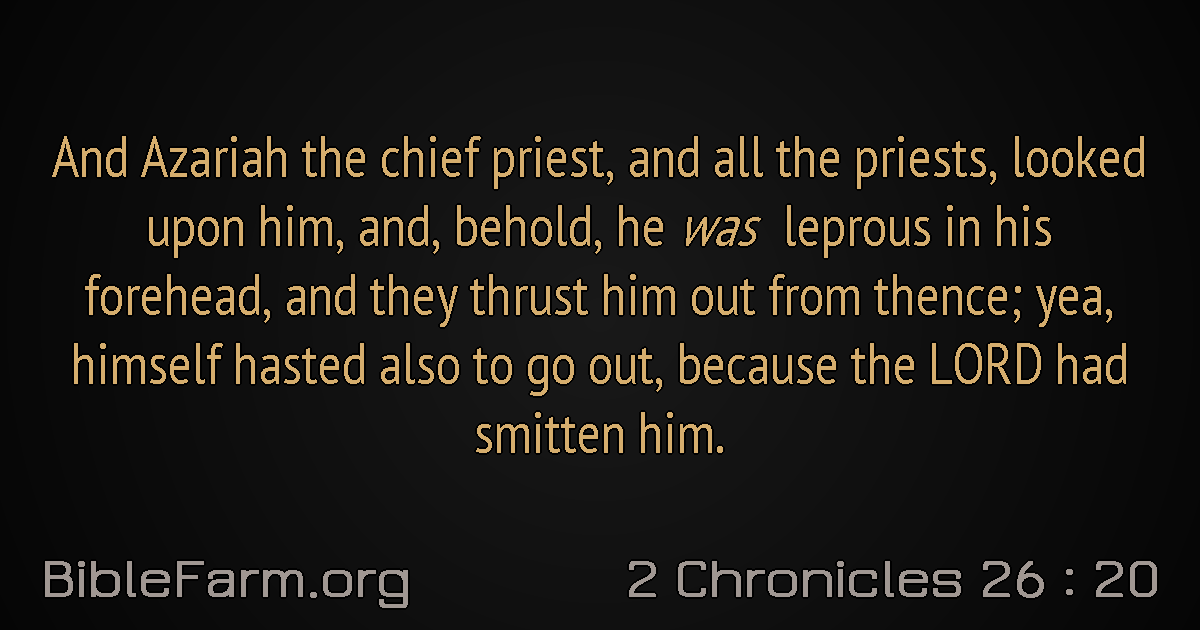 And Azariah the chief priest, and all the priests, looked
upon him, and, behold, he was leprous in his
forehead, and they thrust him out from thence; yea,
himself hasted also to go out, because the LORD had
smitten him.
BibleFarm.org
2 Chronicles 26 : 20